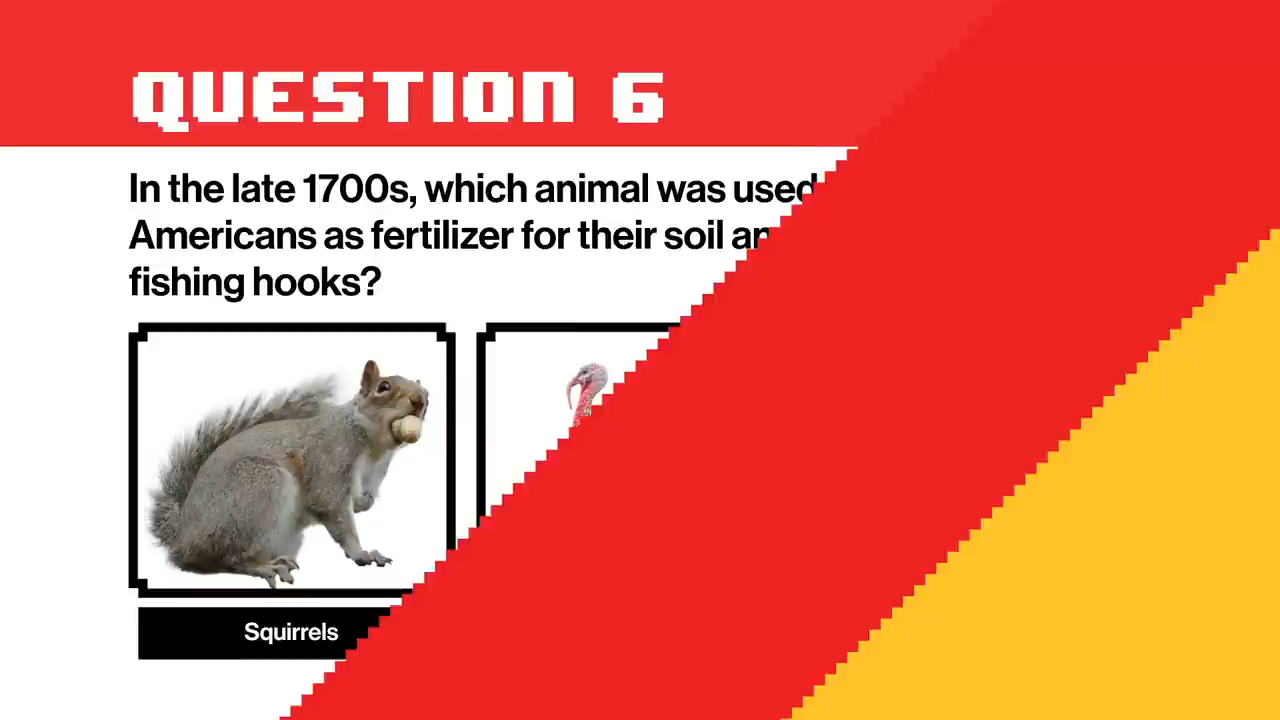 QUESTION 6
In the late 1700s, which animal was used
Americans as fertilizer for their soil
fishing hooks?
Squirrels